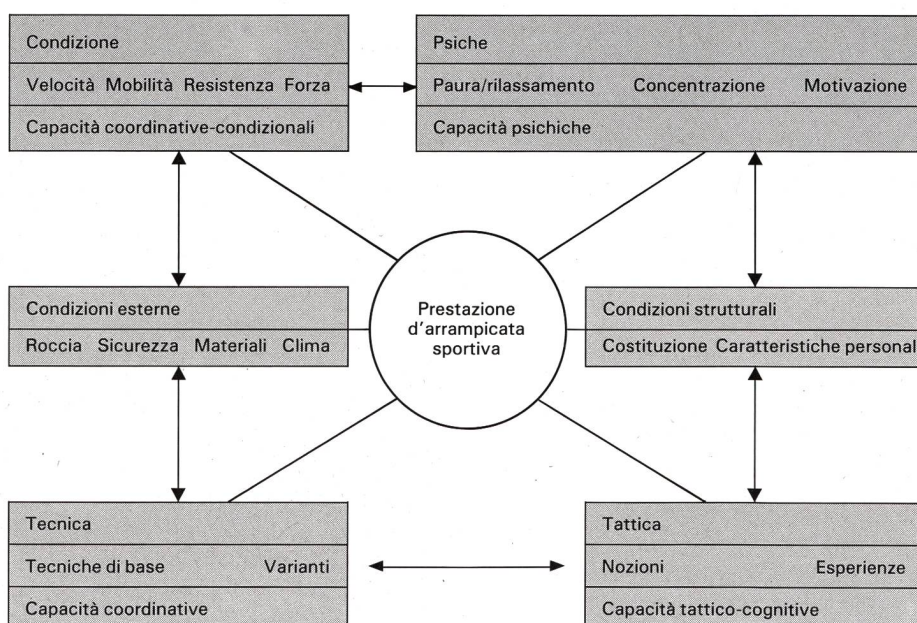 Condizione
Velocità Mobilità Resistenza Forza
Capacità coordinative-condizionali
Psiche
Paura/rilassamento Concentrazione Motivazione
Capacità psichiche
Condizioni esterne
Roccia Sicurezza Materiali Clima
Prestazione
d'arrampicata
sportiva
Condizioni strutturali
Costituzione Caratteristiche personal
Tecnica
Tecniche di base Varianti
Capacità coordinative
Tattica
Nozioni Esperienze
Capacità tattico-cognitive